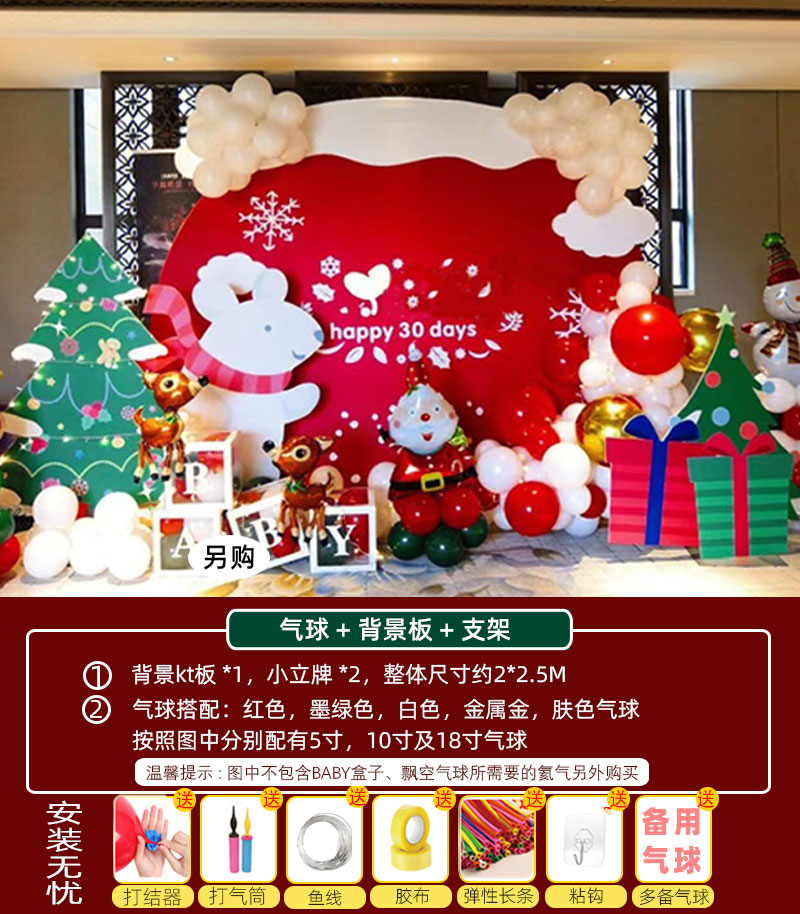 happy 30 days
B
A B Y
另购
气球 + 背景板 + 支架
① 背景kt板 *1，小立牌 *2，整体尺寸约2*2.5M
② 气球搭配：红色，墨绿色，白色，金属金，肤色气球
按照图中分别配有5寸，10寸及18寸气球
温馨提示 : 图中不包含BABY盒子、飘空气球所需要的氦气另外购买
安装无忧
送 送 送 送 送 送 送
备用
气球
打结器 打气筒 鱼线 胶布 弹性长条 粘钩 多备气球